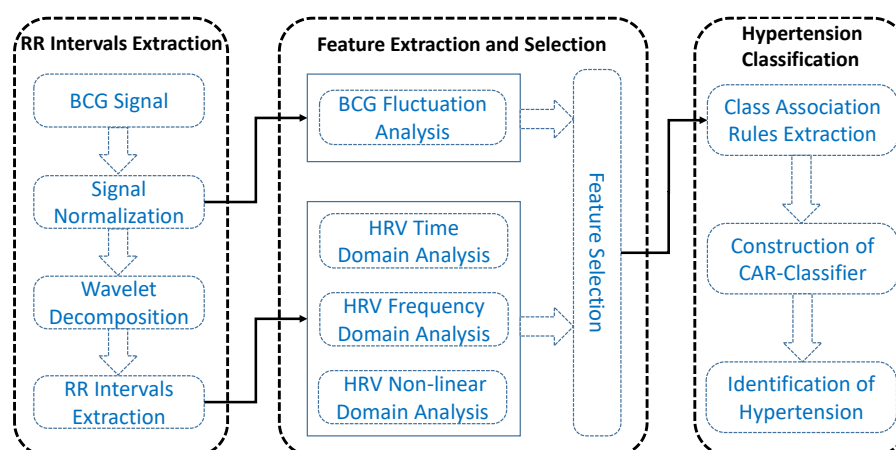 RR Intervals Extraction
BCG Signal
Signal
Normalization
Wavelet
Decomposition
RR Intervals
Extraction
Feature Extraction and Selection
BCG Fluctuation
Analysis
HRV Time
Domain Analysis
HRV Frequency
Domain Analysis
HRV Non-linear
Domain Analysis
Feature Selection
Hypertension
Classification
Class Association
Rules Extraction
Construction of
CAR-Classifier
Identification of
Hypertension